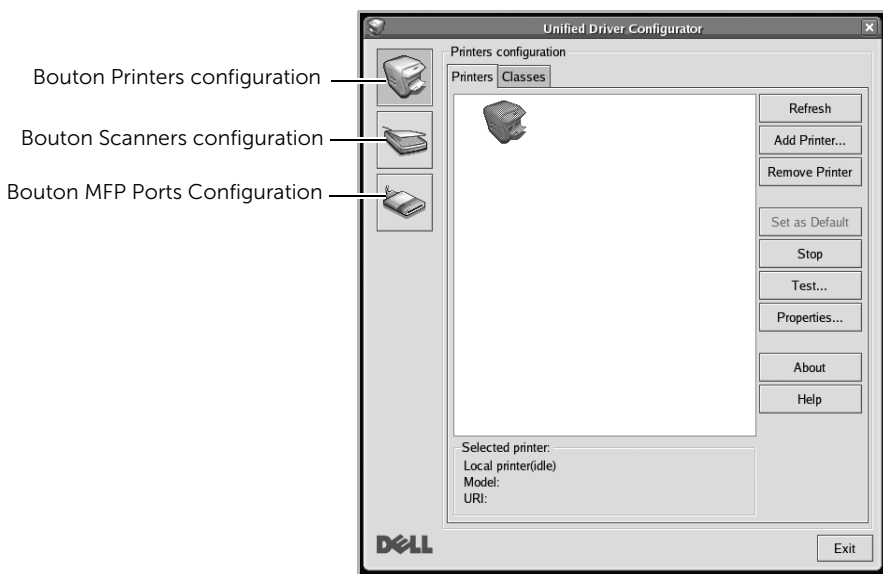 Unified Driver Configurator
Bouton Printers configuration
Bouton Scanners configuration
Bouton MFP Ports Configuration
Printers configuration
Printers
Classes
Refresh
Add Printer...
Remove Printer
Set as Default
Stop
Test...
Properties...
About
Help
Selected printer:
Local printer(idle)
Model:
URI:
DELL
Exit